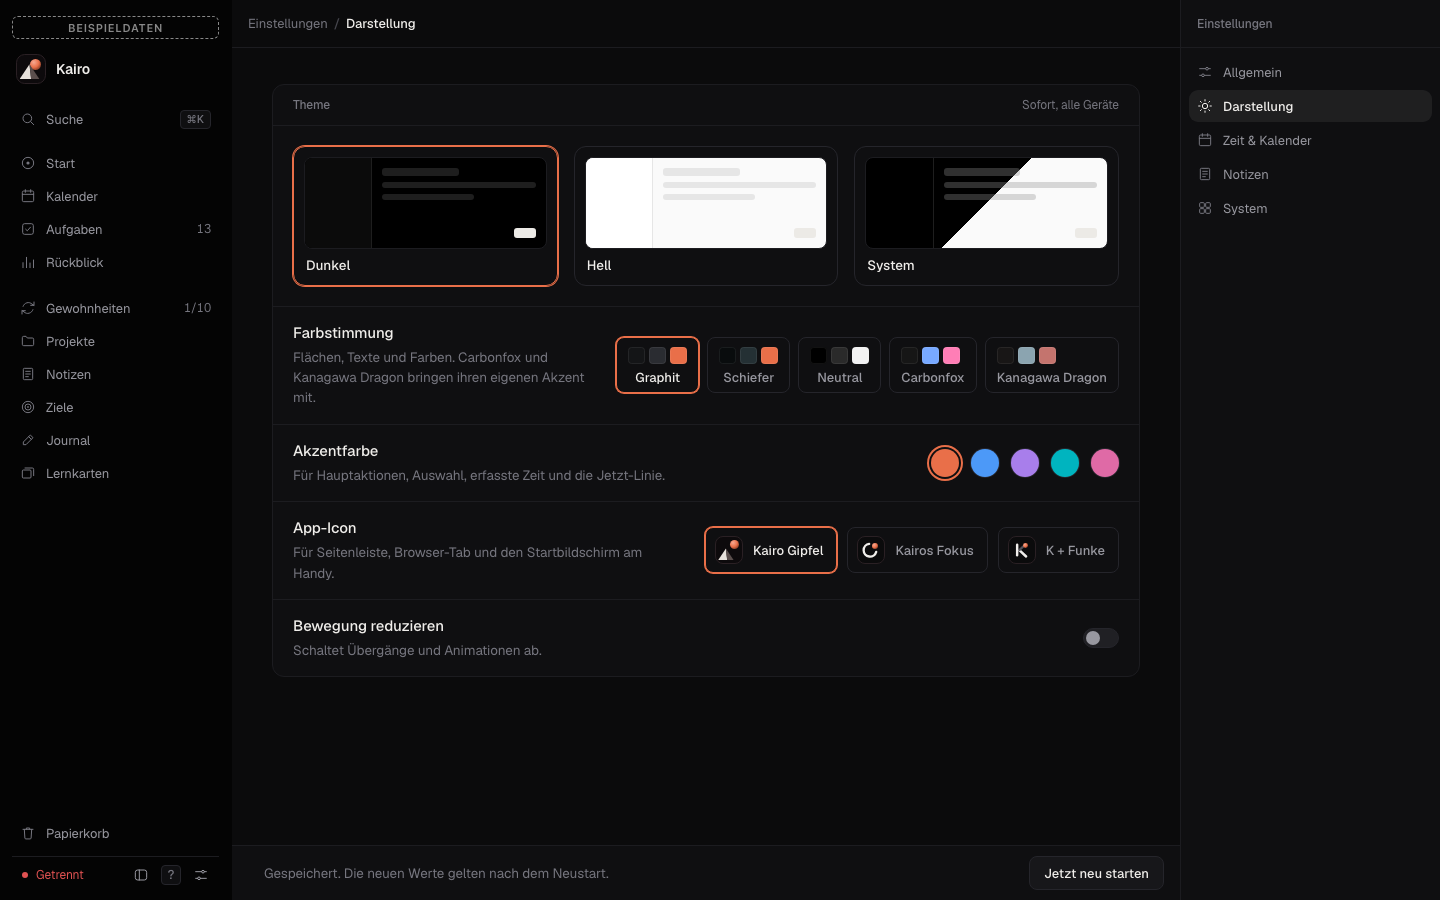 BEISPIELDATEN
Kairo
Suche ⌘K
Start
Kalender
Aufgaben 13
Rückblick
Gewohnheiten 1/10
Projekte
Notizen
Ziele
Journal
Lernkarten
Papierkorb
Getrennt ?
Einstellungen / Darstellung
Theme Sofort, alle Geräte
Dunkel Hell System
Farbstimmung
Flächen, Texte und Farben. Carbonfox und
Kanagawa Dragon bringen ihren eigenen Akzent
mit.
Graphit Schiefer Neutral Carbonfox Kanagawa Dragon
Akzentfarbe
Für Hauptaktionen, Auswahl, erfasste Zeit und die Jetzt-Linie.
App-Icon
Für Seitenleiste, Browser-Tab und den Startbildschirm am
Handy.
Kairo Gipfel Kairos Fokus K + Funke
Bewegung reduzieren
Schaltet Übergänge und Animationen ab.
Gespeichert. Die neuen Werte gelten nach dem Neustart. Jetzt neu starten
Einstellungen
Allgemein
Darstellung
Zeit & Kalender
Notizen
System